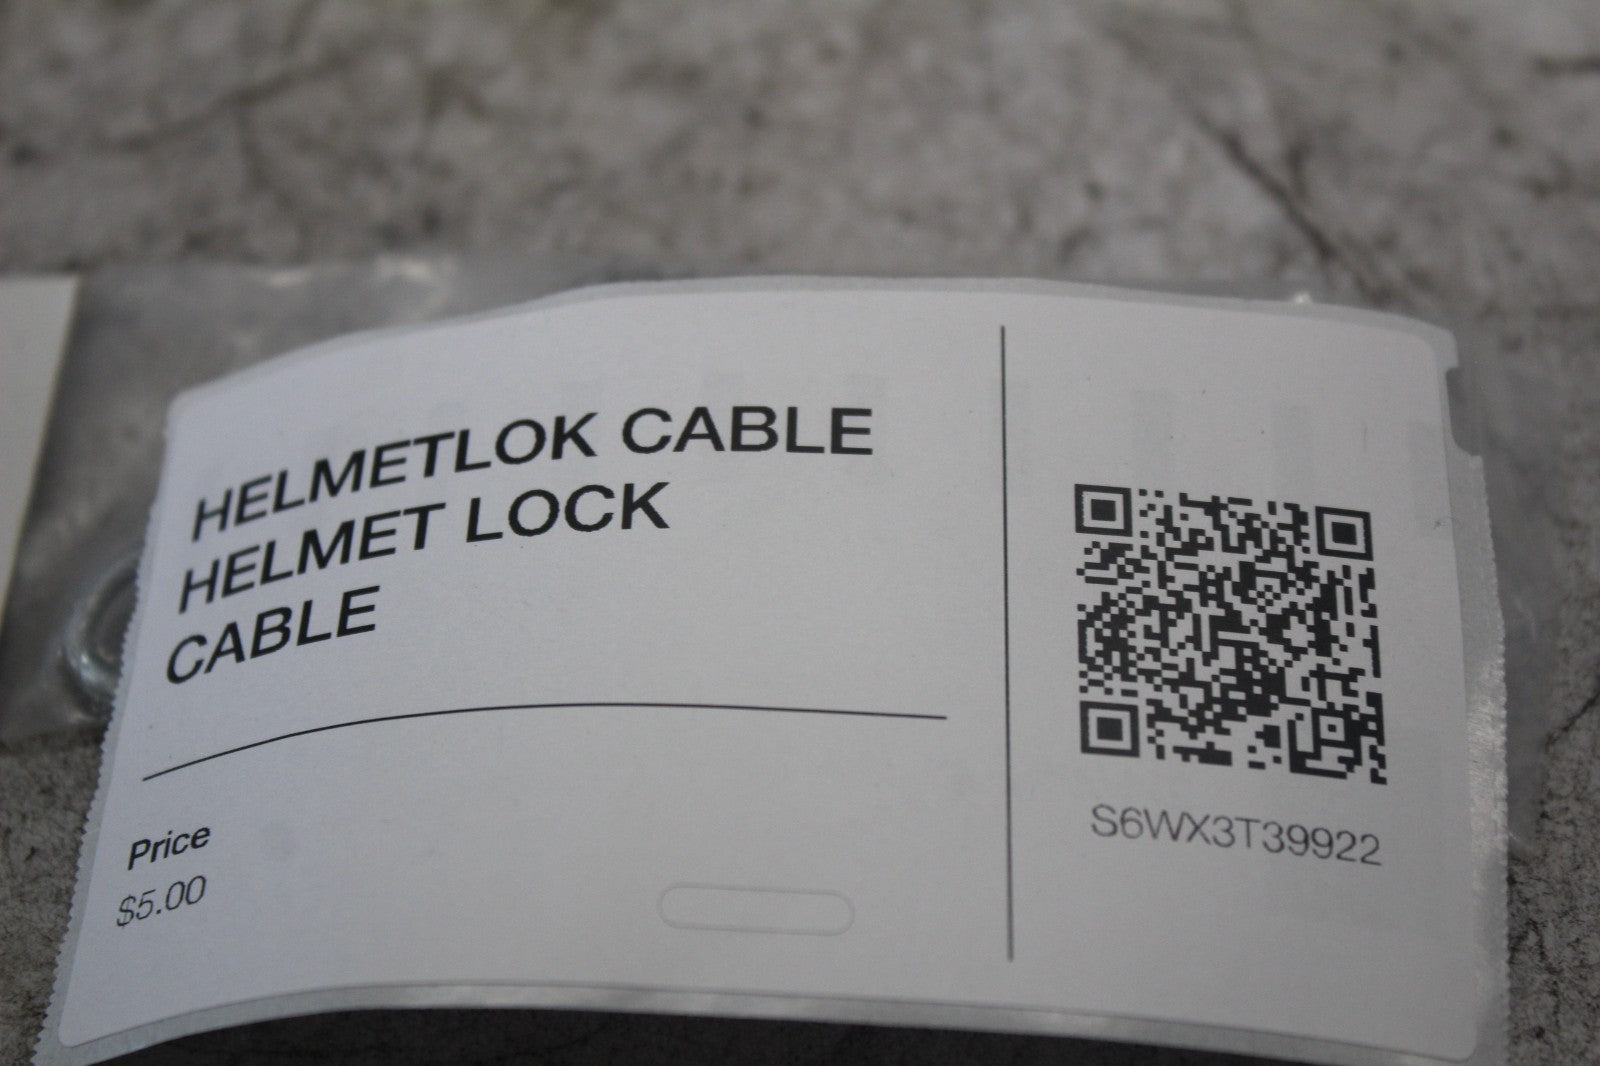 HELMETLOK CABLE
HELMET LOCK
CABLE
Price
$5.00
S6WX3T39922